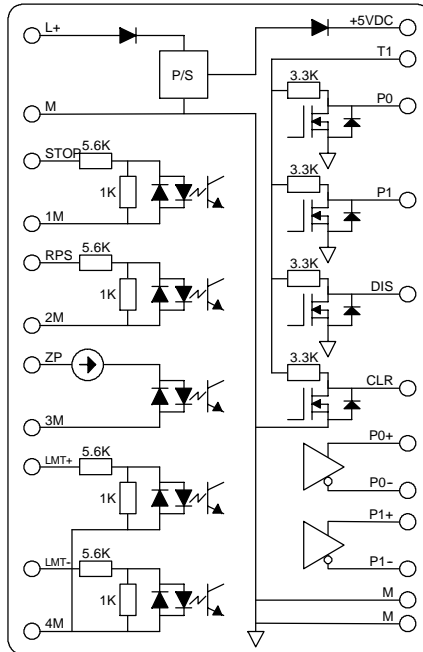 L+
P/S
M
STOP
5.6K
1K
1M
RPS
5.6K
1K
2M
ZP
3M
LMT+
5.6K
1K
LMT-
5.6K
1K
4M
+5VDC
T1
3.3K
P0
3.3K
P1
3.3K
DIS
3.3K
CLR
P0+
P0-
P1+
P1-
M
M